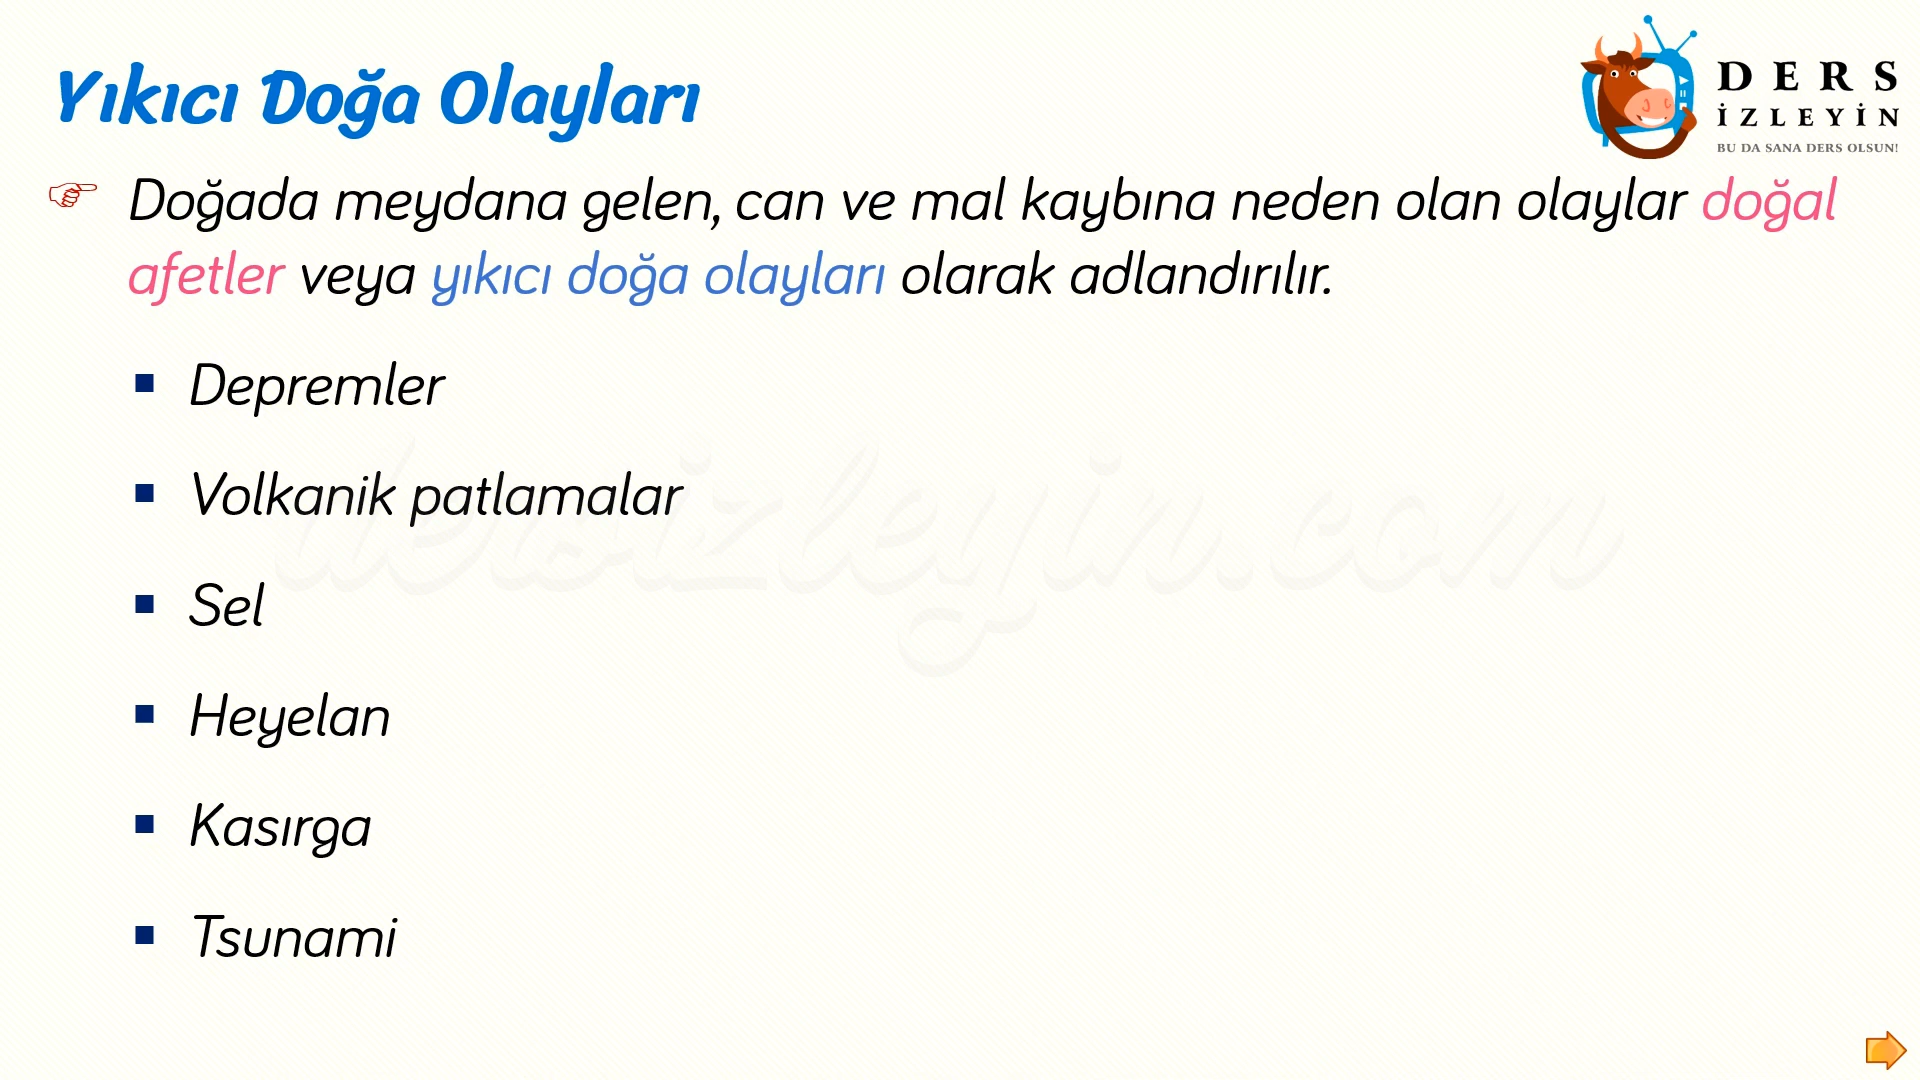 Yıkıcı Doğa Olayları
DERS
İZLEYİN
BU DA SANA DERS OLSUN!
Doğada meydana gelen, can ve mal kaybına neden olan olaylar doğal
afetler veya yıkıcı doğa olayları olarak adlandırılır.
Depremler
Volkanik patlamalar
Sel
Heyelan
Kasırga
Tsunami
dersizleyin.com